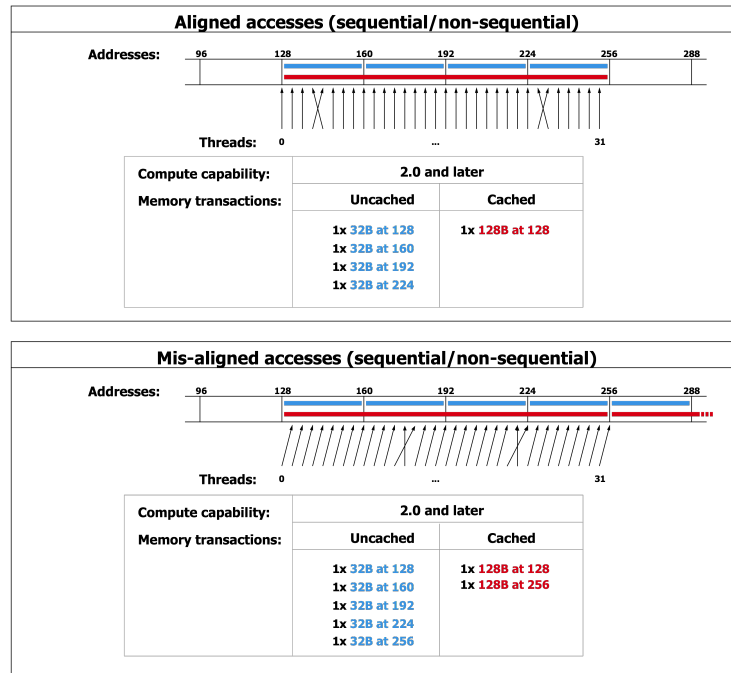 Aligned accesses (sequential/non-sequential)
Addresses: 96 128 160 192 224 256 288
Threads: 0 ... 31
Compute capability: 2.0 and later
Memory transactions: Uncached Cached
1x 32B at 128 1x 128B at 128
1x 32B at 160
1x 32B at 192
1x 32B at 224
Mis-aligned accesses (sequential/non-sequential)
Addresses: 96 128 160 192 224 256 288
Threads: 0 ... 31
Compute capability: 2.0 and later
Memory transactions: Uncached Cached
1x 32B at 128 1x 128B at 128
1x 32B at 160 1x 128B at 256
1x 32B at 192
1x 32B at 224
1x 32B at 256